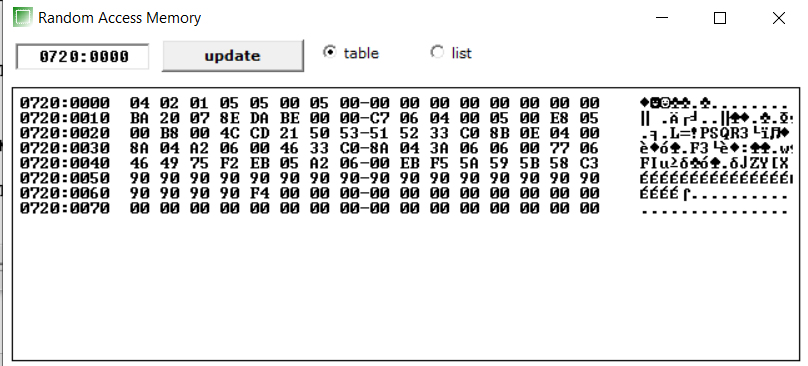 Random Access Memory
0720:0000 update table list
0720:0000 04 02 01 05 05 00 05 00-00 00 00 00 00 00 00 00 ♦☻☺♣♣.♣.........
0720:0010 BA 20 07 8E DA BE 00 00-C7 06 04 00 05 00 E8 05
0720:0020 00 B8 00 4C CD 21 50 53-51 52 33 C0 8B 0E 04 00
0720:0030 8A 04 A2 06 00 46 33 C0-8A 04 3A 06 06 00 77 06
0720:0040 46 49 75 F2 EB 05 A2 06-00 EB F5 5A 59 5B 58 C3
0720:0050 90 90 90 90 90 90 90 90-90 90 90 90 90 90 90 90 ÉÉÉÉÉÉÉÉÉÉÉÉÉÉÉ
0720:0060 90 90 90 90 F4 00 00 00-00 00 00 00 00 00 00 00 ÉÉÉÉ⌠...........
0720:0070 00 00 00 00 00 00 00 00-00 00 00 00 00 00 00 00 ................